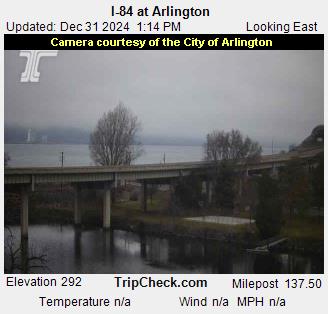 I-84 at Arlington
Updated: Dec 31 2024 1:14 PM Looking East
Camera courtesy of the City of Arlington
Elevation 292 TripCheck.com Milepost 137.50
Temperature n/a Wind n/a MPH n/a